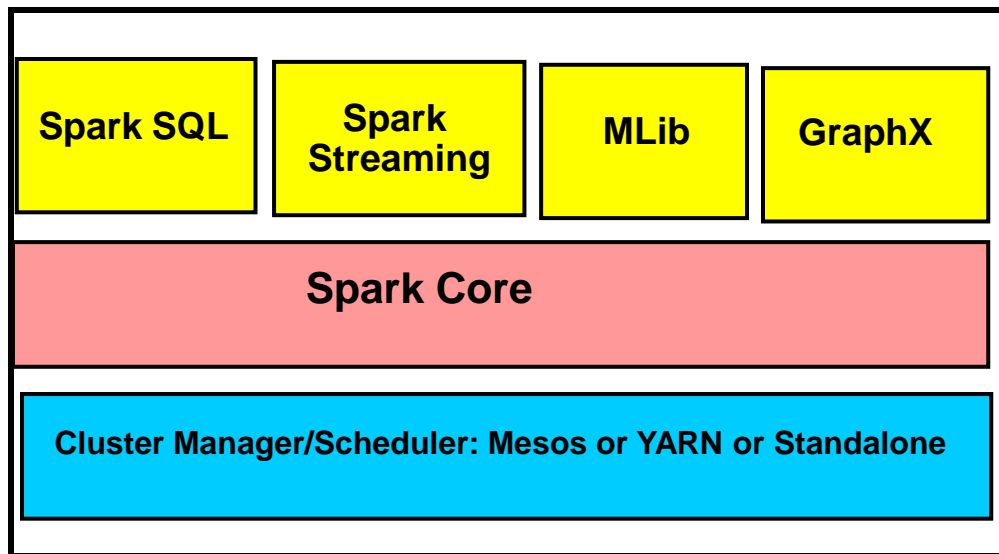 Spark SQL
Spark
Streaming
MLib
GraphX
Spark Core
Cluster Manager/Scheduler: Mesos or YARN or Standalone